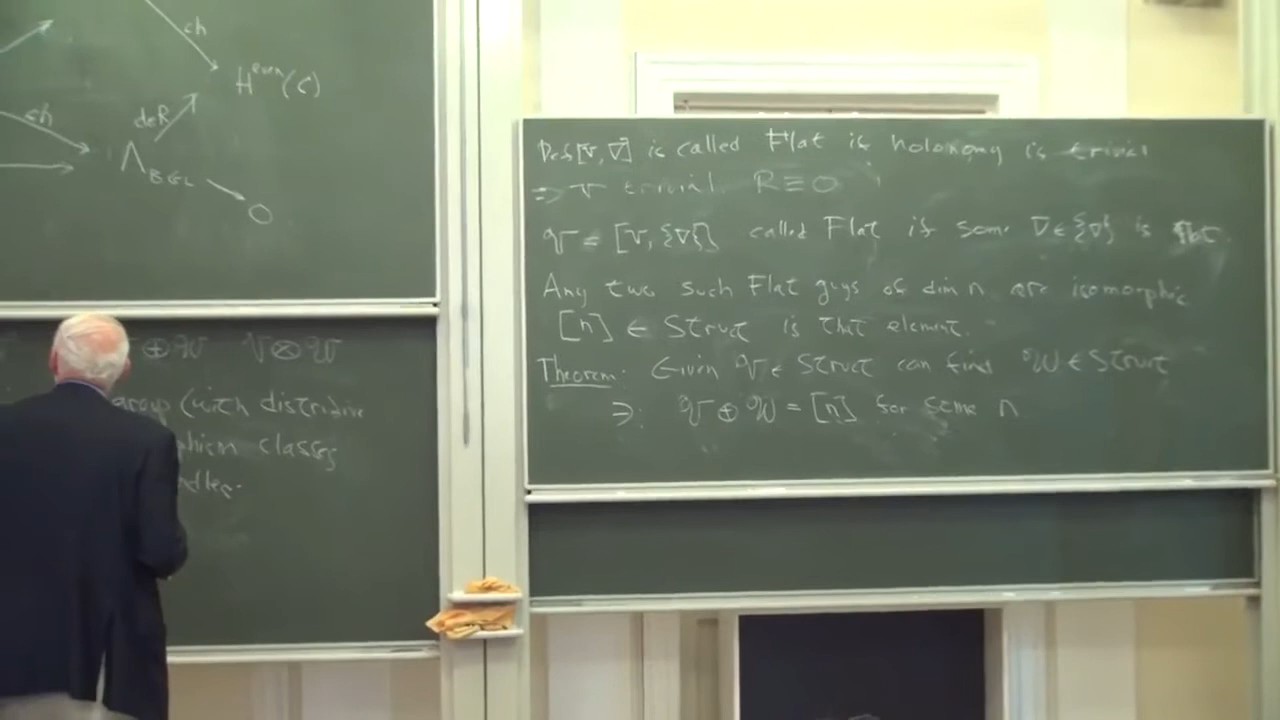 ch
H^even(C)
ch
deR
Λ_BGL
0
⊕W V⊗W
group (with distributive
phism classes
ndles.
Def [V,∇] is called Flat if holonomy is trivial
⇒ V trivial R≡0
V = [V,{∇}] called Flat if some ∇∈{∇} is flat
Any two such Flat guys of dim n are isomorphic
[n] ∈ Struct is that element.
Theorem: Given V ∈ Struct can find W ∈ Struct
∋: V⊕W = [n] for some n